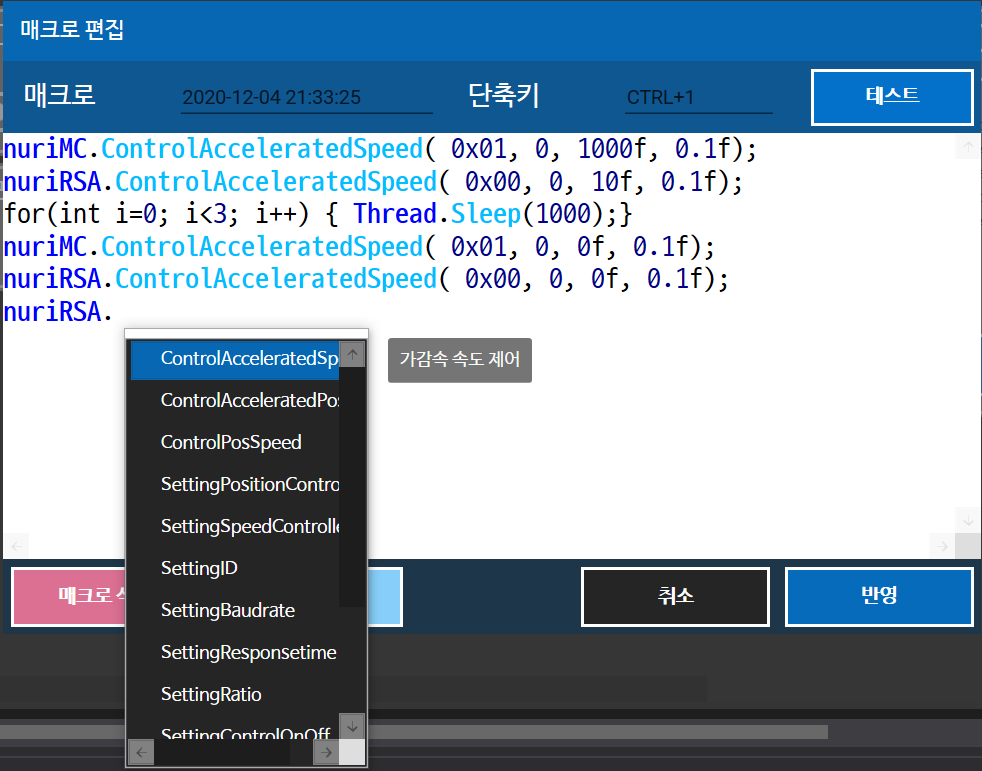 매크로 편집
매크로 2020-12-04 21:33:25 단축키 CTRL+1 테스트
nuriMC.ControlAcceleratedSpeed( 0x01, 0, 1000f, 0.1f);
nuriRSA.ControlAcceleratedSpeed( 0x00, 0, 10f, 0.1f);
for(int i=0; i<3; i++) { Thread.Sleep(1000);}
nuriMC.ControlAcceleratedSpeed( 0x01, 0, 0f, 0.1f);
nuriRSA.ControlAcceleratedSpeed( 0x00, 0, 0f, 0.1f);
nuriRSA.
ControlAcceleratedSp 가감속 속도 제어
ControlAcceleratedPos
ControlPosSpeed
SettingPositionContro
SettingSpeedControlle
SettingID
SettingBaudrate
SettingResponsetime
SettingRatio
SettingControlOnOff
매크로 취소 반영